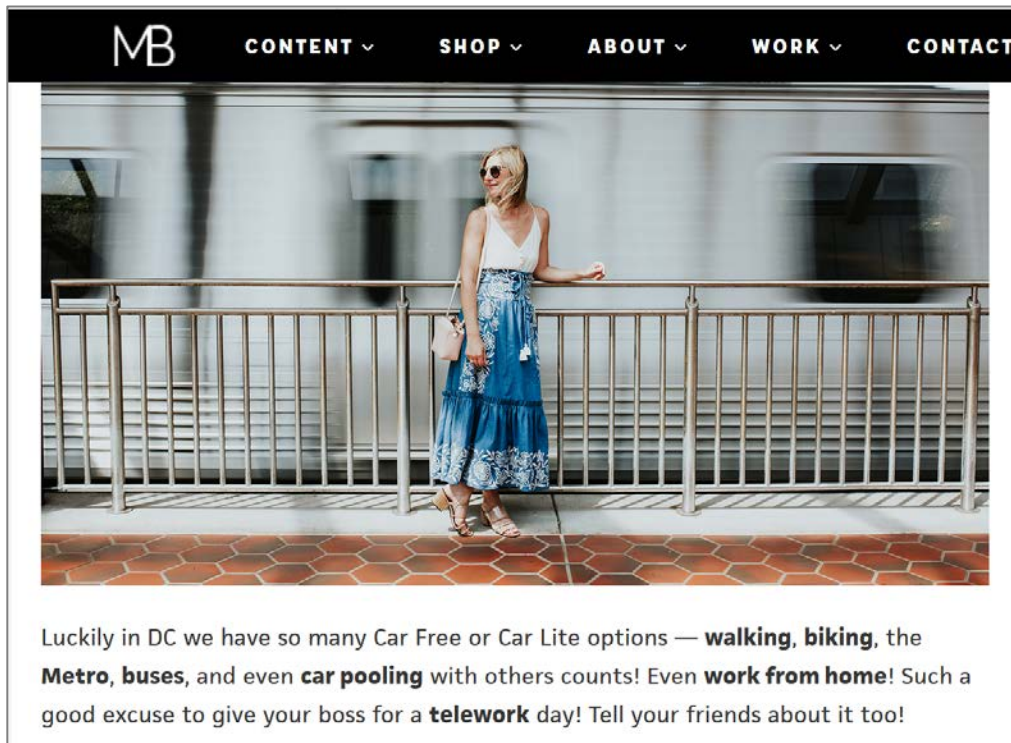 MB CONTENT SHOP ABOUT WORK CONTACT
Luckily in DC we have so many Car Free or Car Lite options — walking, biking, the
Metro, buses, and even car pooling with others counts! Even work from home! Such a
good excuse to give your boss for a telework day! Tell your friends about it too!